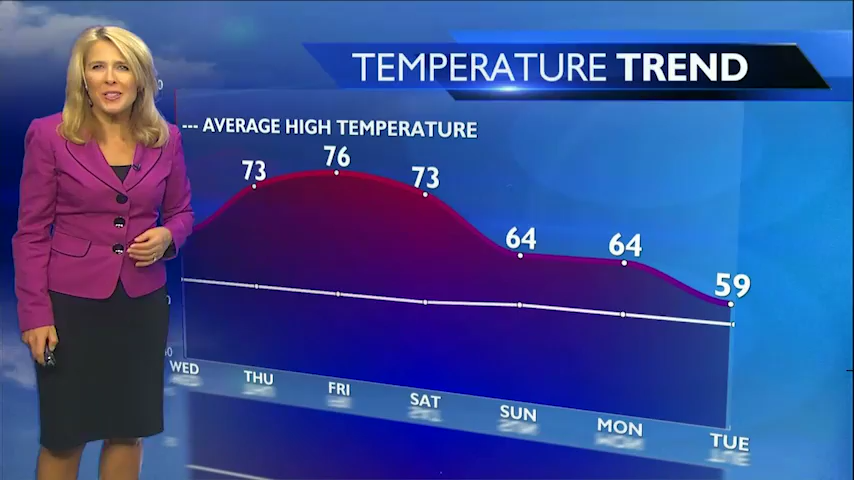 TEMPERATURE TREND
--- AVERAGE HIGH TEMPERATURE
73
76
73
64
64
59
WED
THU
FRI
SAT
SUN
MON
TUE